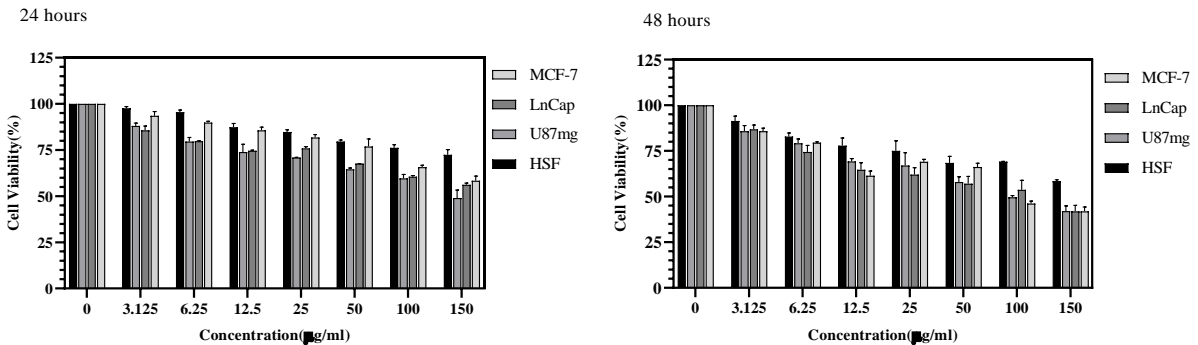 24 hours
125
100
75
50
25
0
Cell Viability(%)
0 3.125 6.25 12.5 25 50 100 150
Concentration(μg/ml)
MCF-7
LnCap
U87mg
HSF
48 hours
125
100
75
50
25
0
Cell Viability(%)
0 3.125 6.25 12.5 25 50 100 150
Concentration(μg/ml)
MCF-7
LnCap
U87mg
HSF